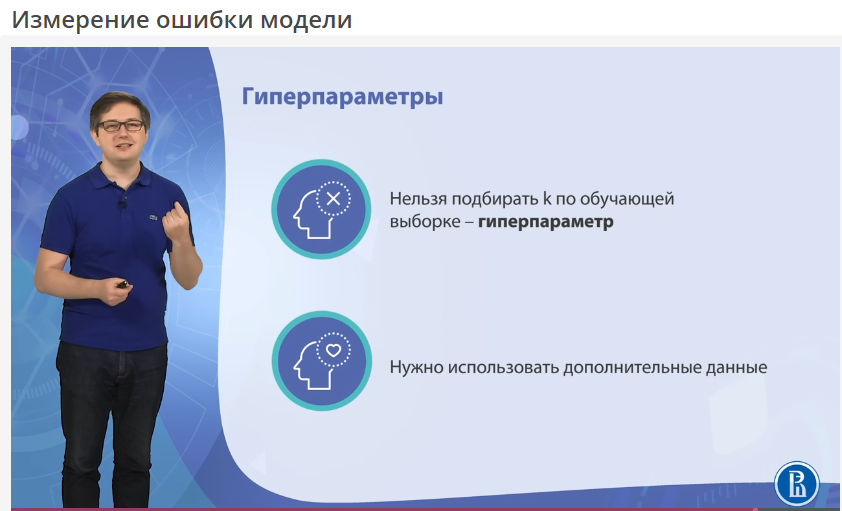 Измерение ошибки модели
Гиперпараметры
Нельзя подбирать k по обучающей
выборке – гиперпараметр
Нужно использовать дополнительные данные